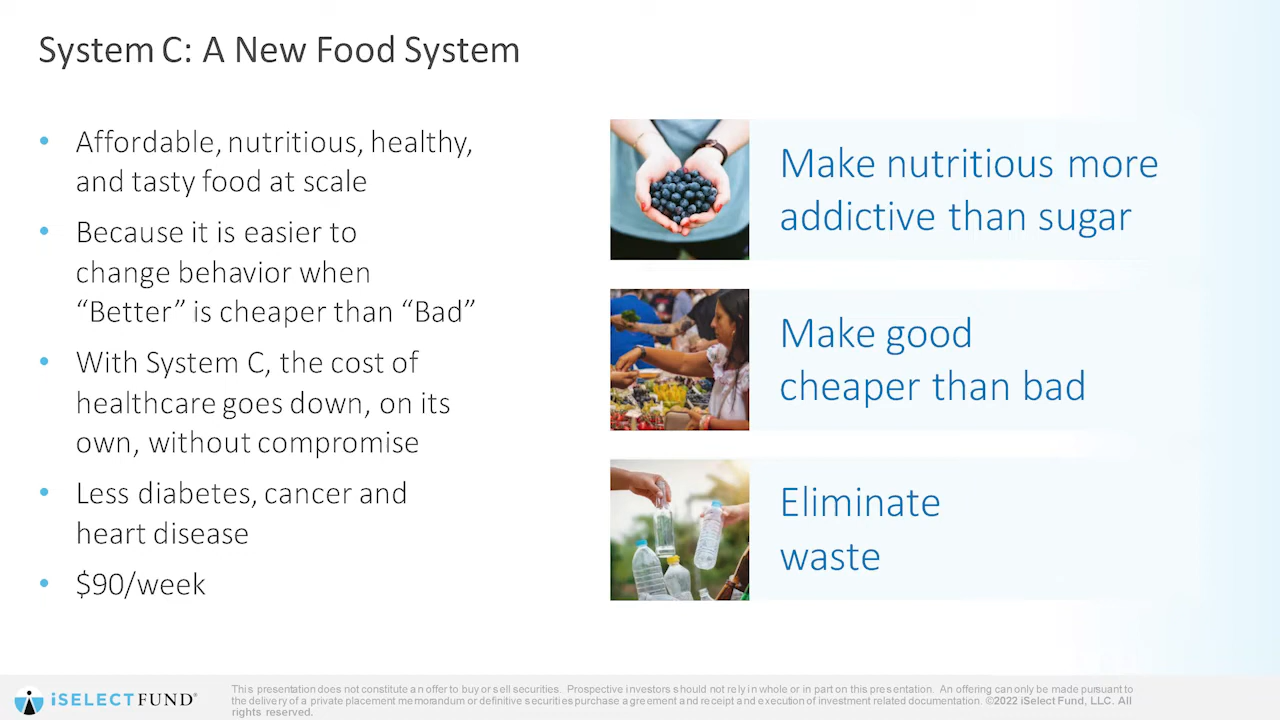 System C: A New Food System
• Affordable, nutritious, healthy,
and tasty food at scale
• Because it is easier to
change behavior when
“Better” is cheaper than “Bad”
• With System C, the cost of
healthcare goes down, on its
own, without compromise
• Less diabetes, cancer and
heart disease
• $90/week
Make nutritious more
addictive than sugar
Make good
cheaper than bad
Eliminate
waste
iSELECTFUND®
This presentation does not constitute an offer to buy or sell securities. Prospective investors should not rely in whole or in part on this presentation. An offering can only be made pursuant to
the delivery of a private placement memorandum or definitive securities purchase agreement and receipt and execution of investment related documentation. ©2022 iSelect Fund, LLC. All
rights reserved.